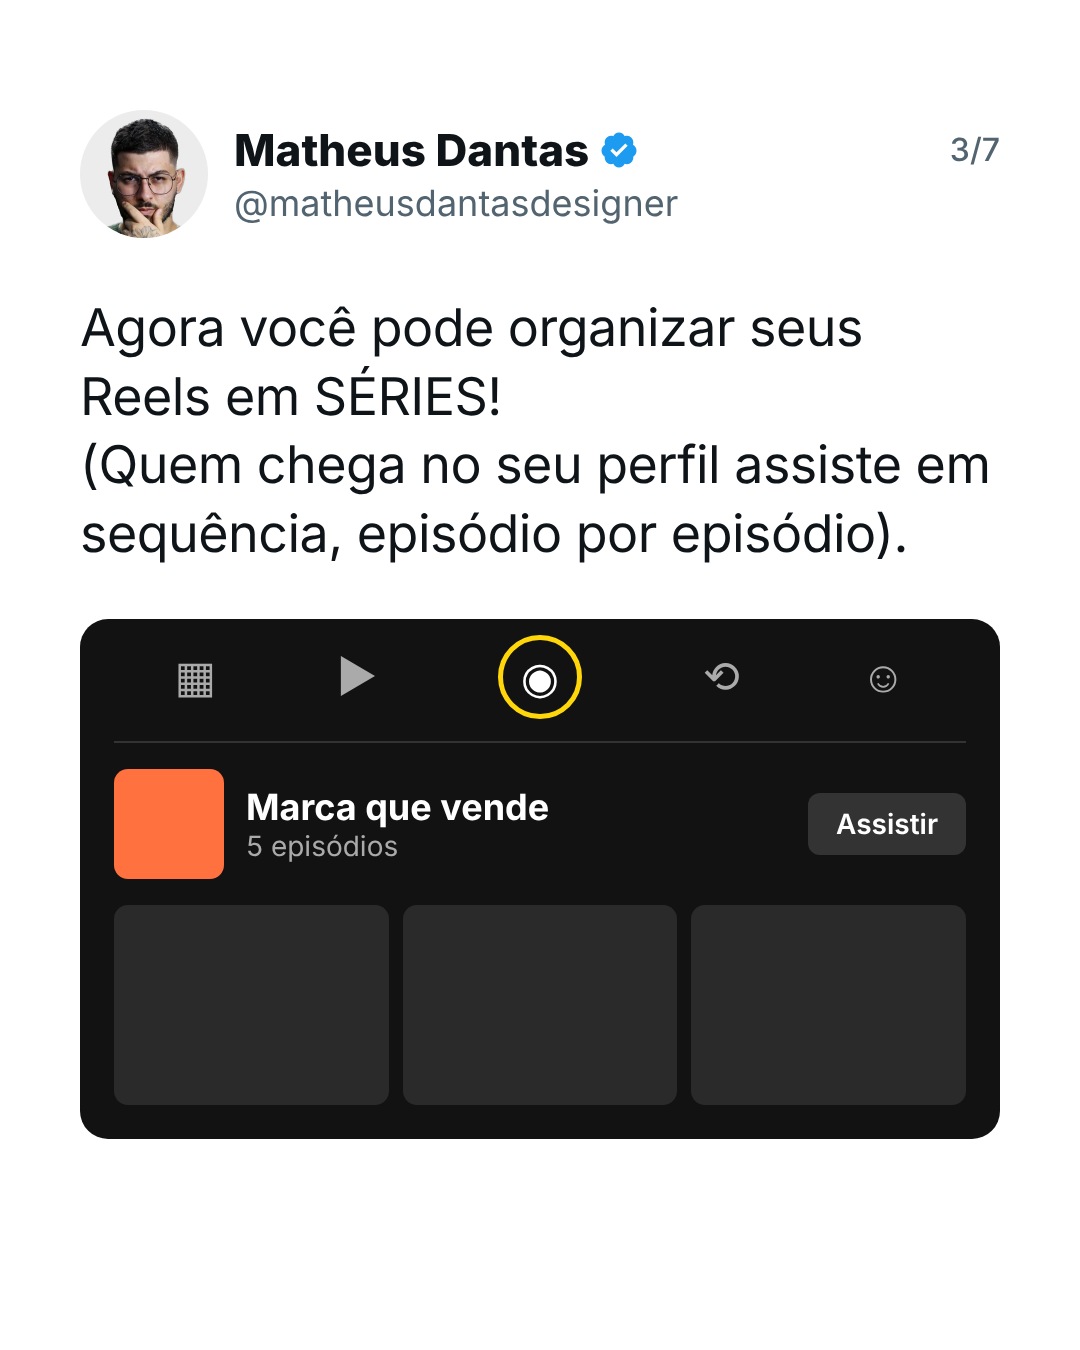 Matheus Dantas
3/7
@matheusdantasdesigner
Agora você pode organizar seus
Reels em SÉRIES!
(Quem chega no seu perfil assiste em
sequência, episódio por episódio).
Marca que vende
5 episódios
Assistir